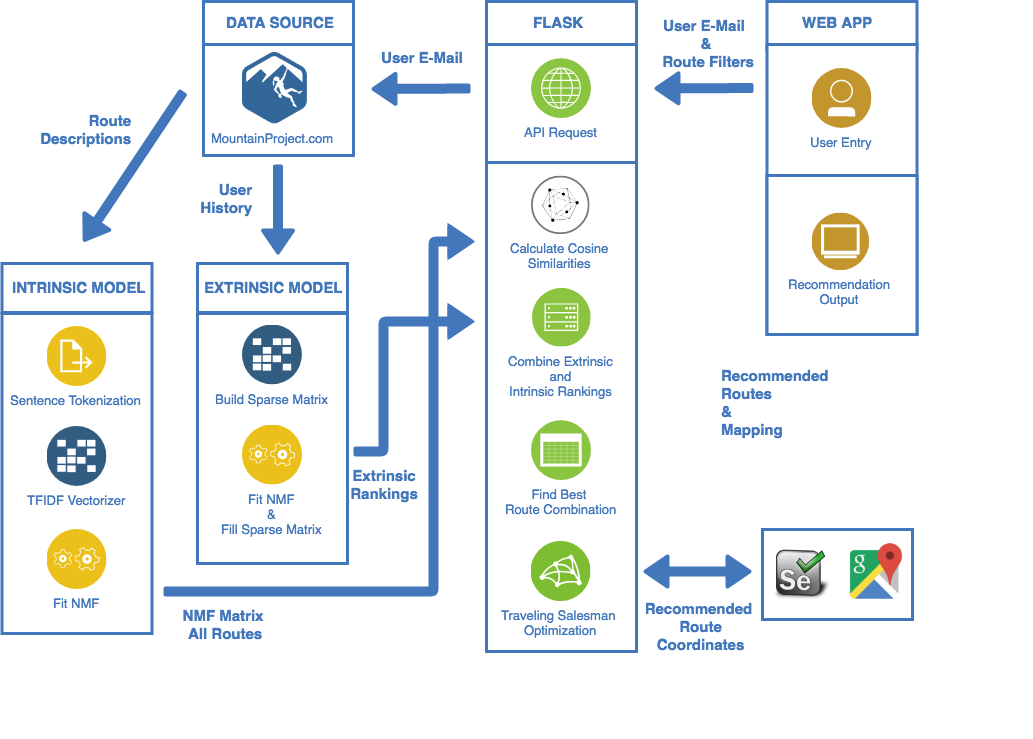 DATA SOURCE
MountainProject.com
User E-Mail
FLASK
API Request
User E-Mail
&
Route Filters
WEB APP
User Entry
Recommendation
Output
Route
Descriptions
User
History
INTRINSIC MODEL
Sentence Tokenization
TFIDF Vectorizer
Fit NMF
EXTRINSIC MODEL
Build Sparse Matrix
Fit NMF
&
Fill Sparse Matrix
Extrinsic
Rankings
NMF Matrix
All Routes
Calculate Cosine
Similarities
Combine Extrinsic
and
Intrinsic Rankings
Find Best
Route Combination
Traveling Salesman
Optimization
Recommended
Routes
&
Mapping
Recommended
Route
Coordinates
Se
g